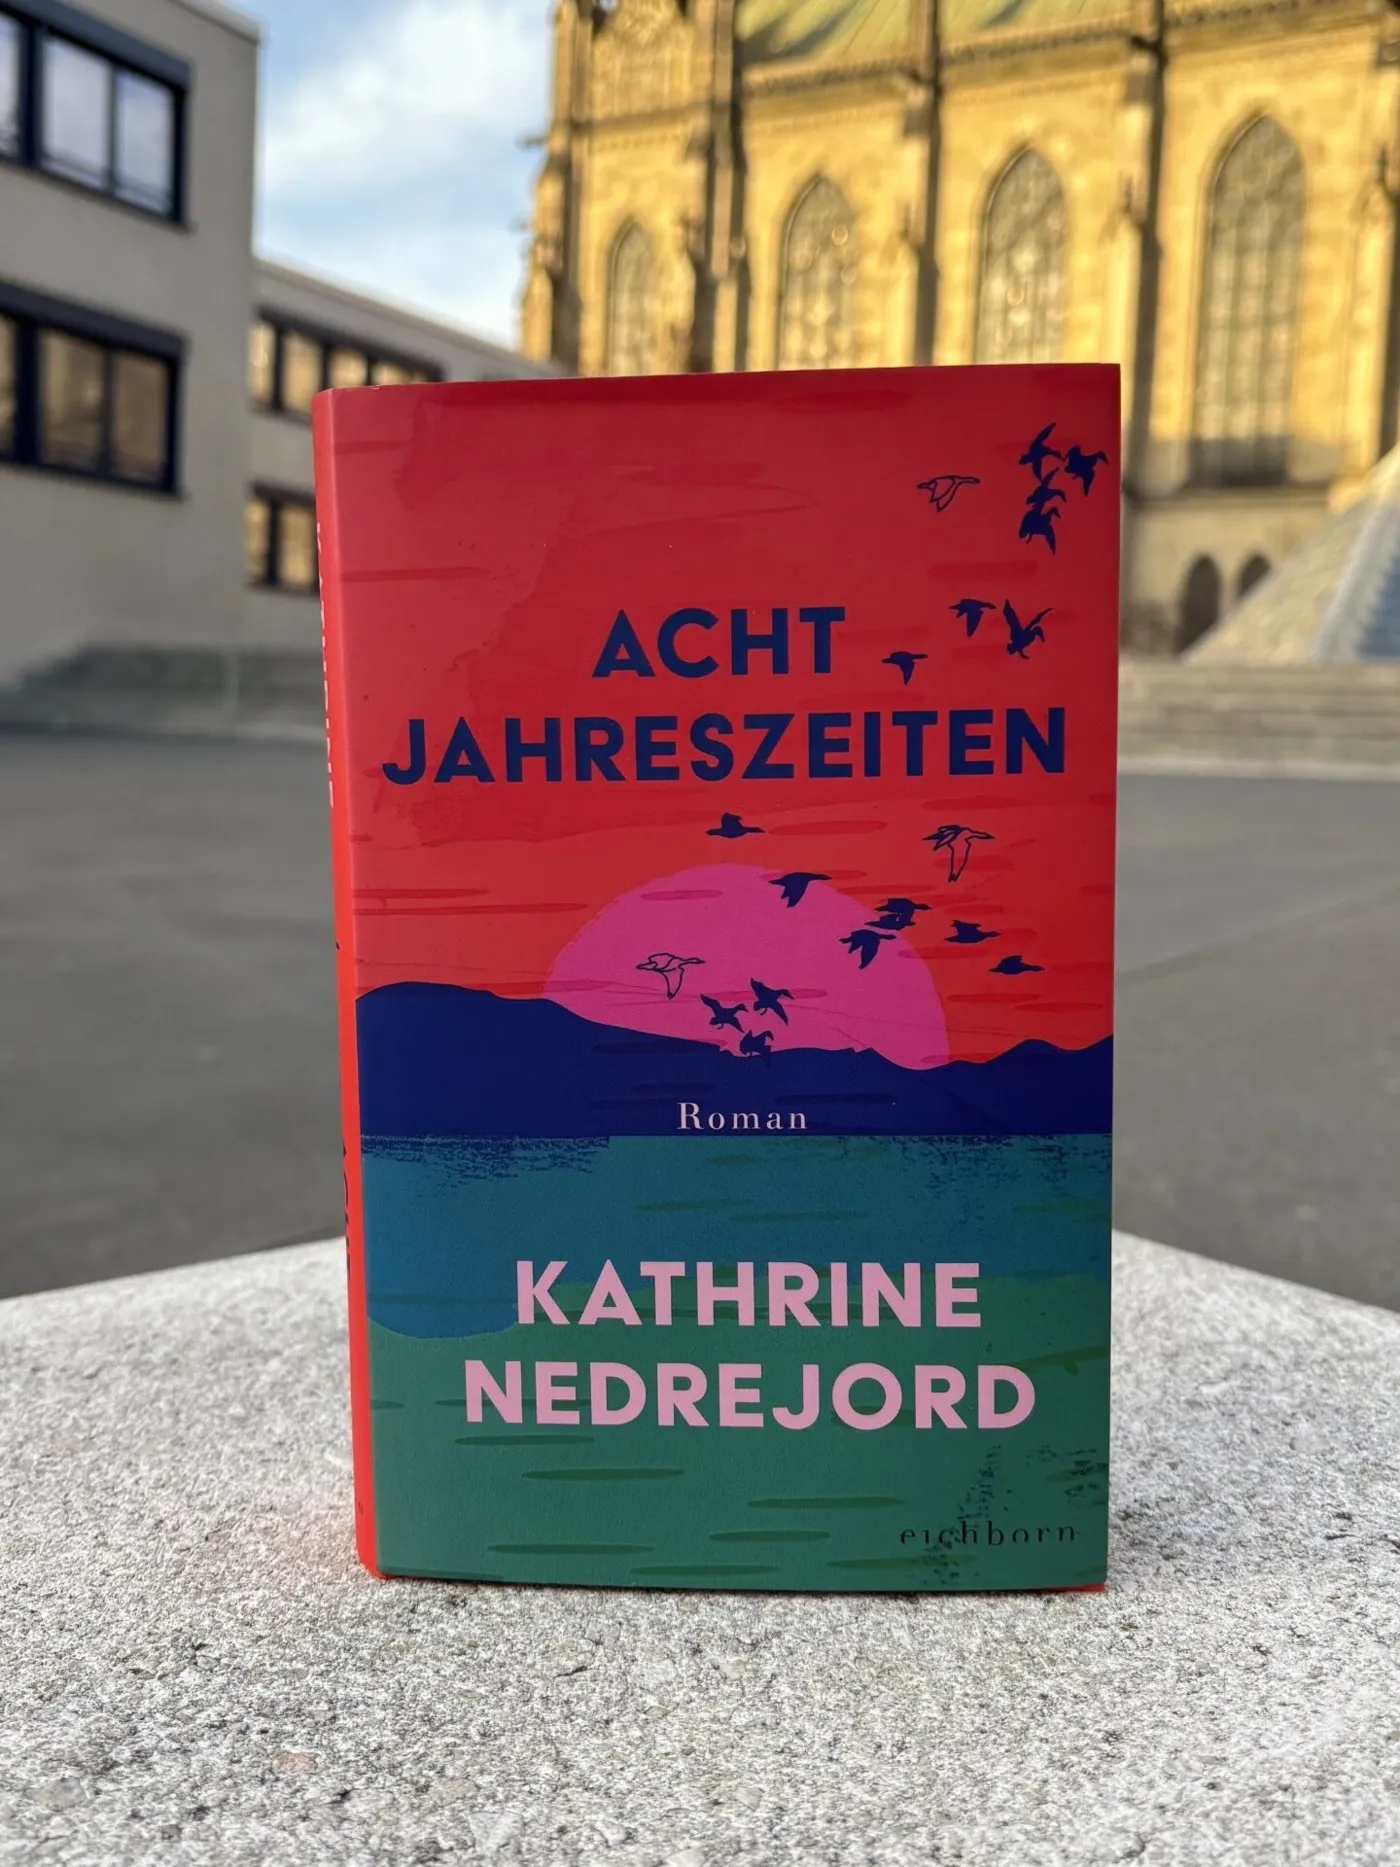 ACHT
JAHRESZEITEN
Roman
KATHRINE
NEDREJORD
eichborn